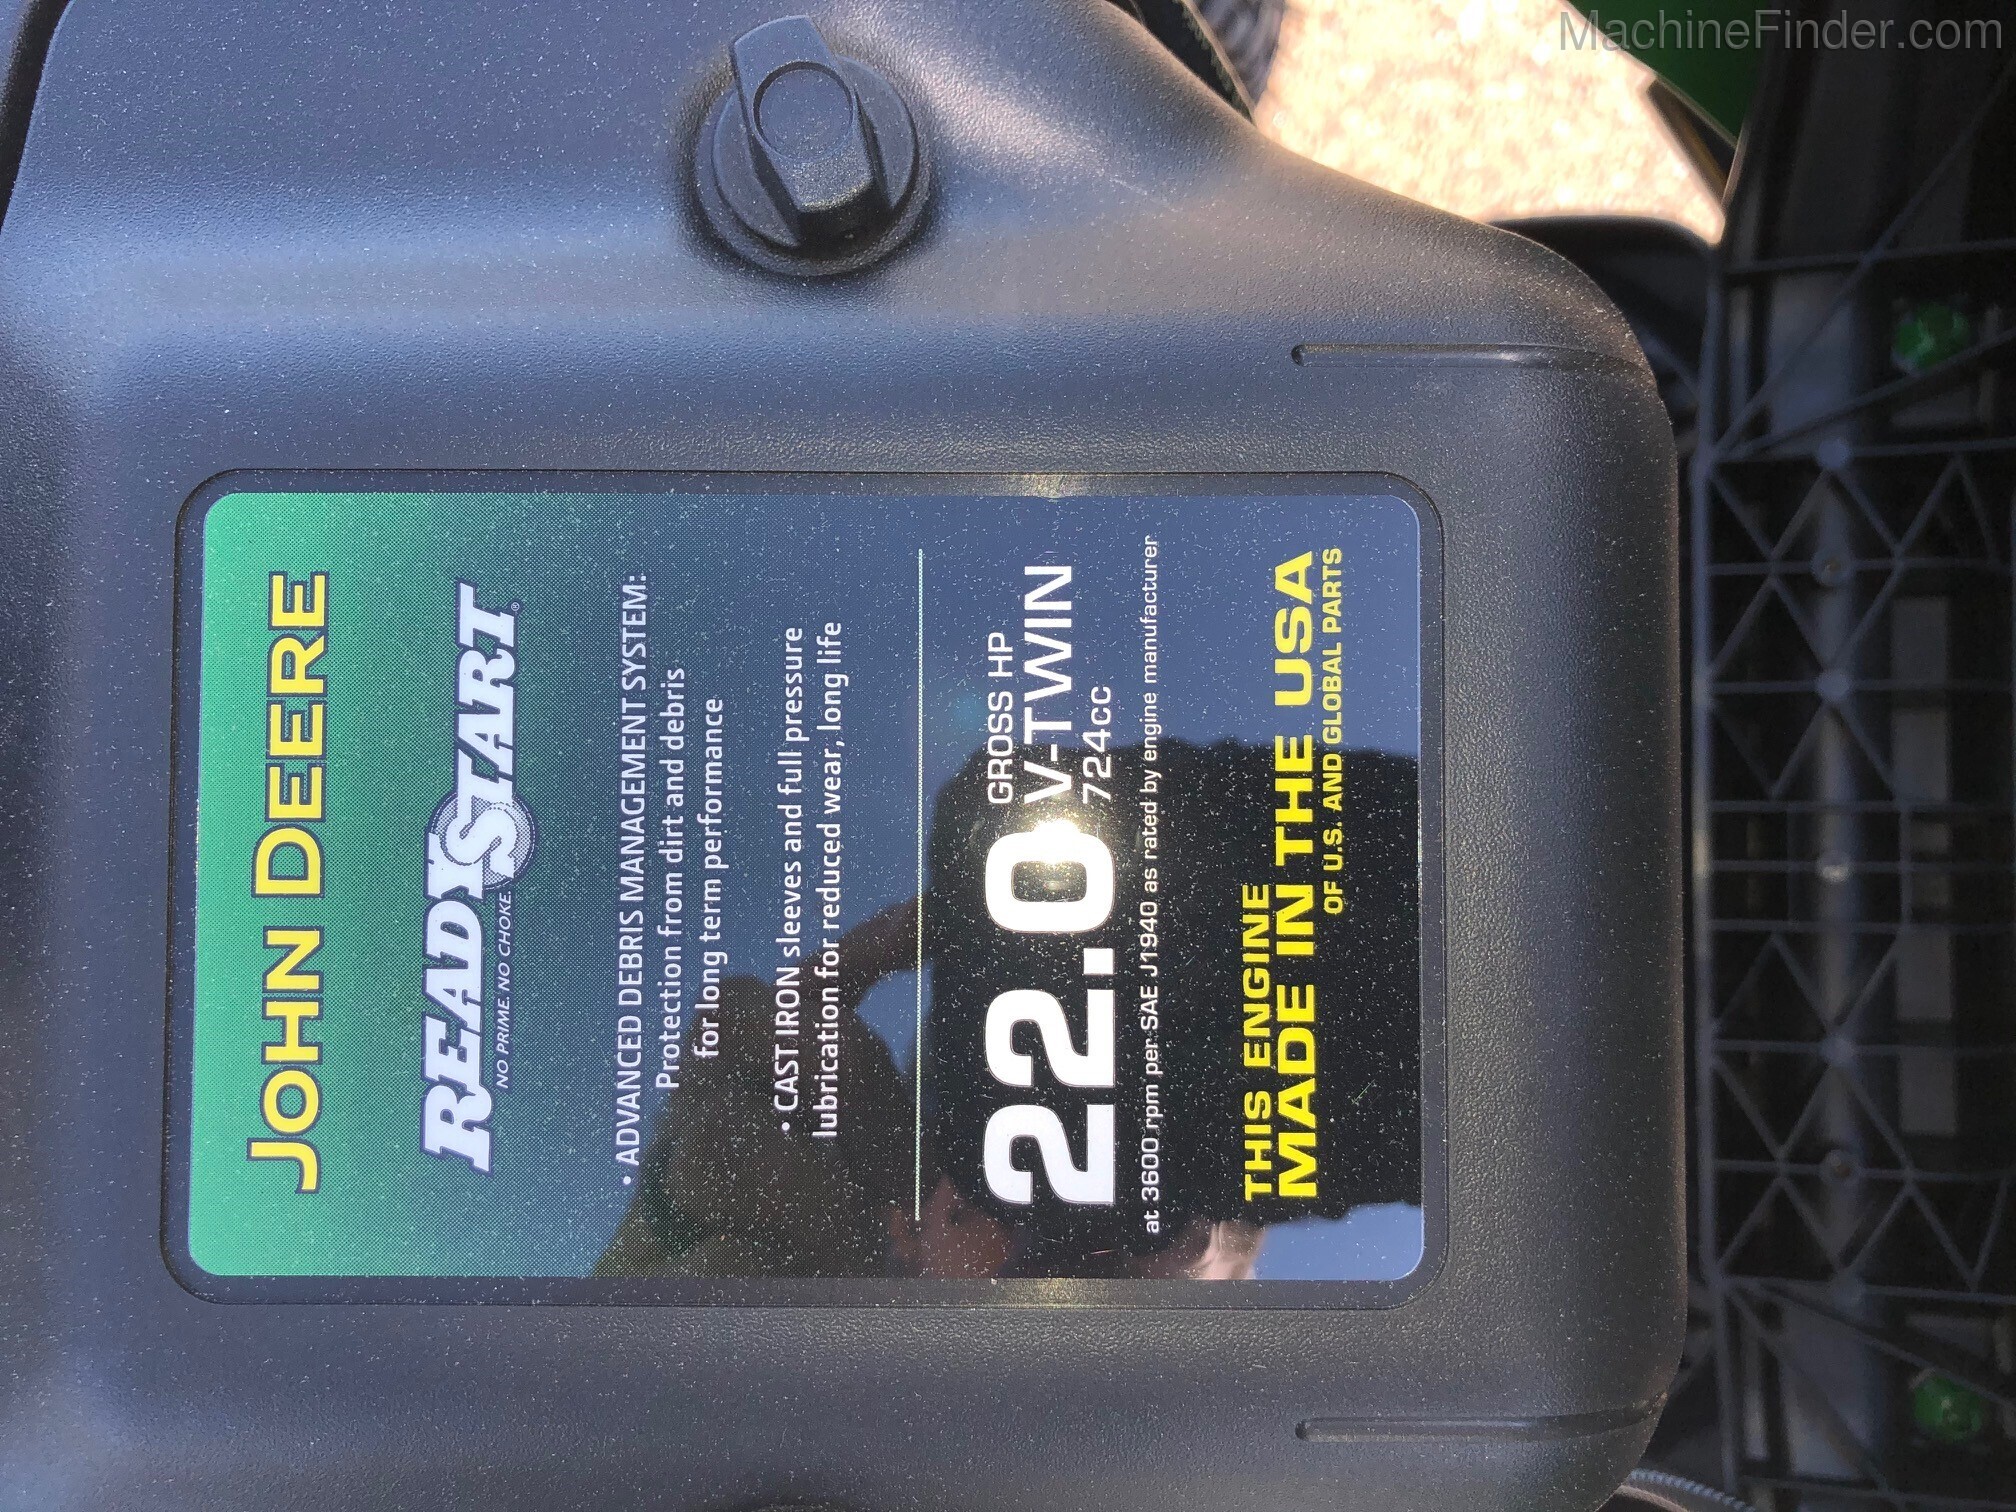 MachineFinder.com
JOHN DEERE
READYSTART®
NO PRIME. NO CHOKE.
• ADVANCED DEBRIS MANAGEMENT SYSTEM:
Protection from dirt and debris
for long term performance
• CAST IRON sleeves and full pressure
lubrication for reduced wear, long life
22.0 GROSS HP
V-TWIN
724cc
at 3600 rpm per SAE J1940 as rated by engine manufacturer
THIS ENGINE
MADE IN THE USA
OF U.S. AND GLOBAL PARTS